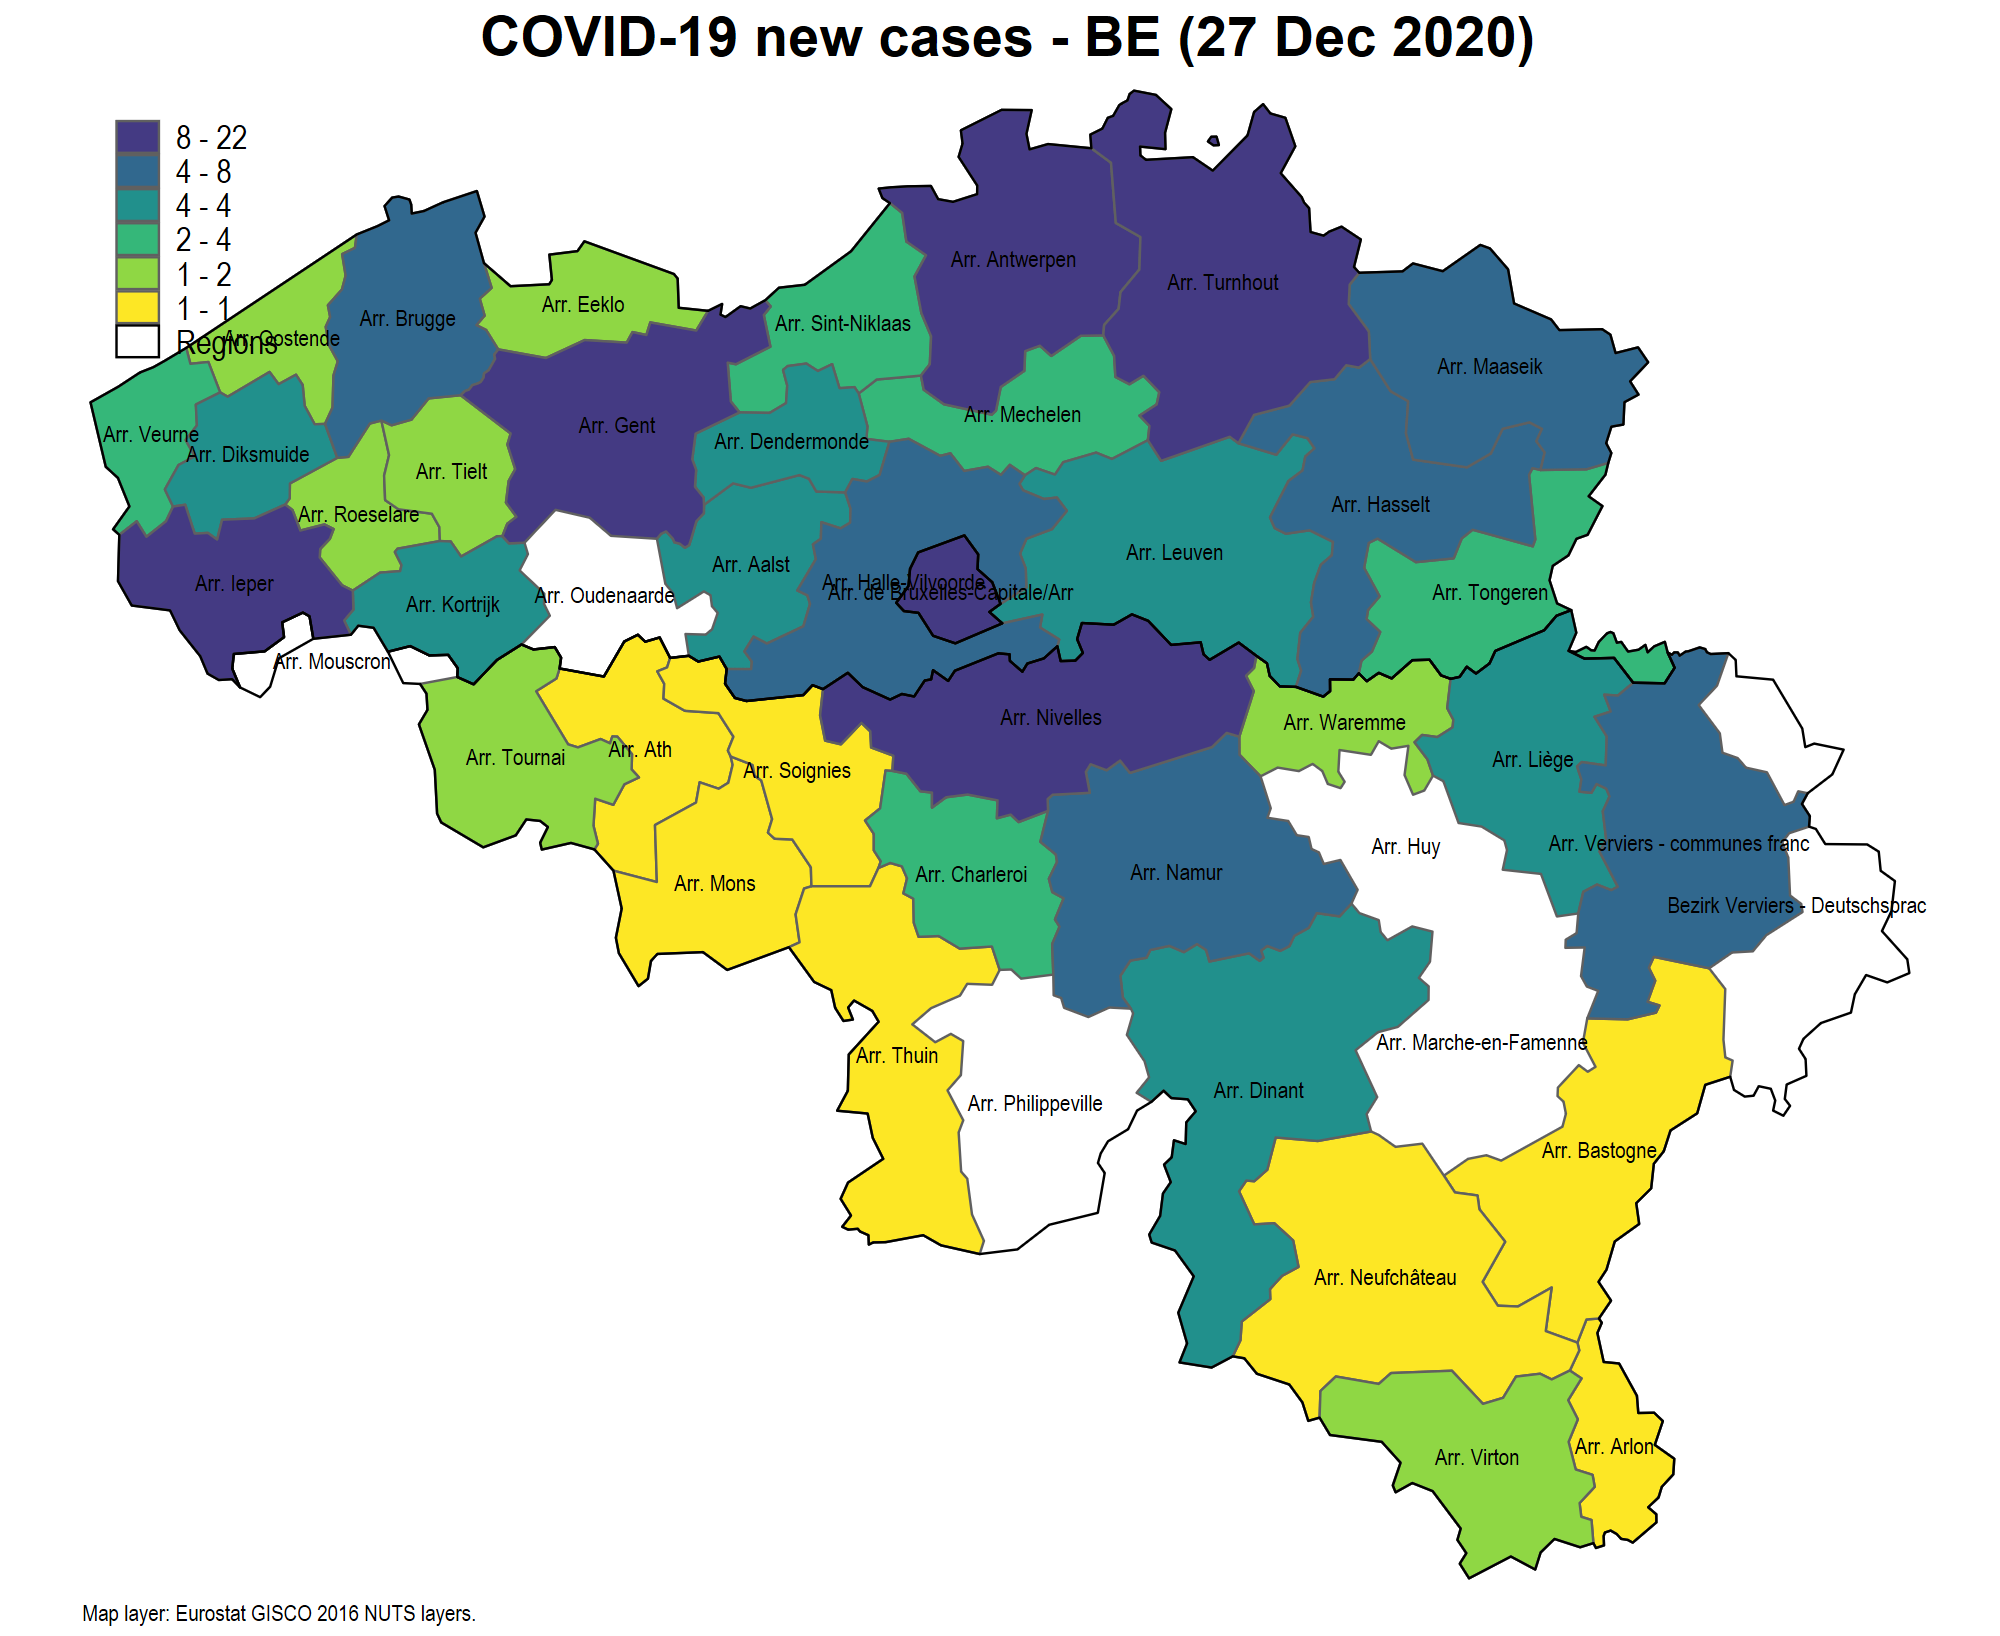 COVID-19 new cases - BE (27 Dec 2020)
8 - 22
4 - 8
4 - 4
2 - 4
1 - 2
1 - 1
Regions
Arr. Antwerpen
Arr. Turnhout
Arr. Eeklo
Arr. Brugge
Arr. Sint-Niklaas
Arr. Oostende
Arr. Maaseik
Arr. Mechelen
Arr. Gent
Arr. Veurne
Arr. Dendermonde
Arr. Diksmuide
Arr. Tielt
Arr. Hasselt
Arr. Roeselare
Arr. Leuven
Arr. Aalst
Arr. Ieper
Arr. Halle-Vilvoorde
Arr. de Bruxelles-Capitale/Arr
Arr. Tongeren
Arr. Oudenaarde
Arr. Kortrijk
Arr. Mouscron
Arr. Nivelles
Arr. Waremme
Arr. Ath
Arr. Tournai
Arr. Liège
Arr. Soignies
Arr. Verviers - communes franc
Arr. Huy
Arr. Namur
Arr. Charleroi
Arr. Mons
Bezirk Verviers - Deutschsprac
Arr. Marche-en-Famenne
Arr. Thuin
Arr. Dinant
Arr. Philippeville
Arr. Bastogne
Arr. Neufchâteau
Arr. Arlon
Arr. Virton
Map layer: Eurostat GISCO 2016 NUTS layers.